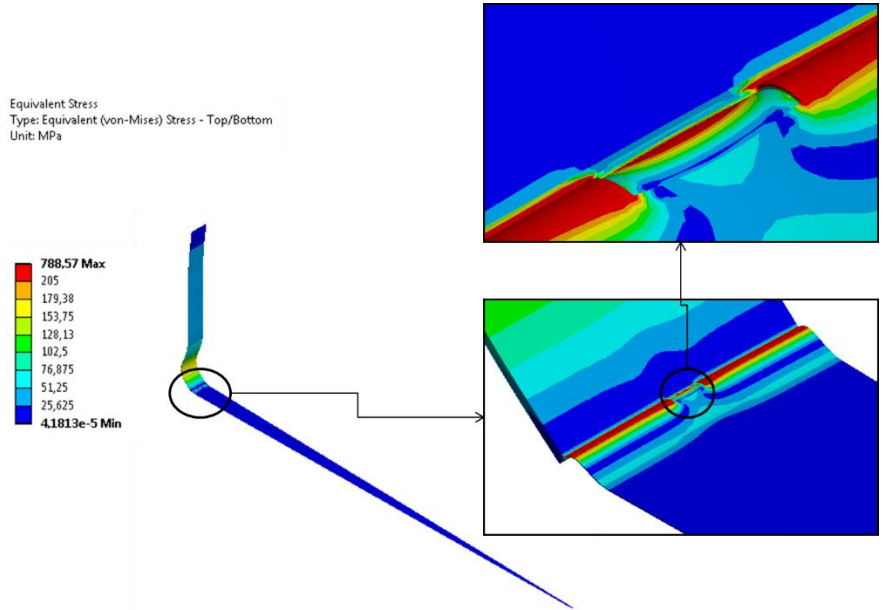 Equivalent Stress
Type: Equivalent (von-Mises) Stress - Top/Bottom
Unit: MPa
788,57 Max
205
179,38
153,75
128,13
102,5
76,875
51,25
25,625
4,1813e-5 Min